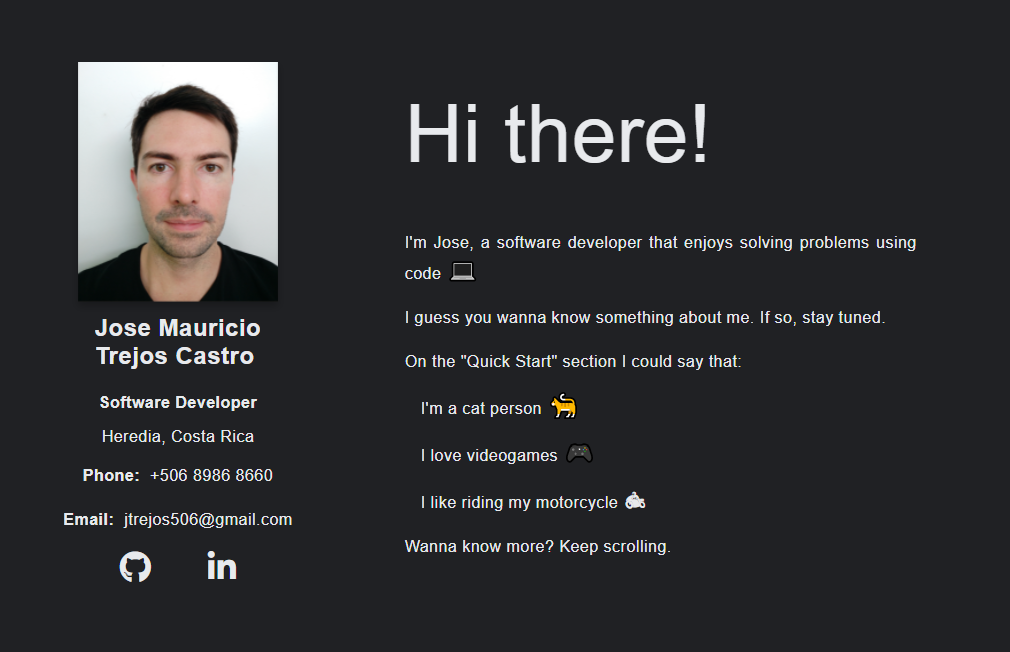 Jose Mauricio
Trejos Castro
Software Developer
Heredia, Costa Rica
Phone: +506 8986 8660
Email: jtrejos506@gmail.com
in
Hi there!
I'm Jose, a software developer that enjoys solving problems using
code 💻
I guess you wanna know something about me. If so, stay tuned.
On the "Quick Start" section I could say that:
I'm a cat person 🐈
I love videogames 🎮
I like riding my motorcycle
Wanna know more? Keep scrolling.